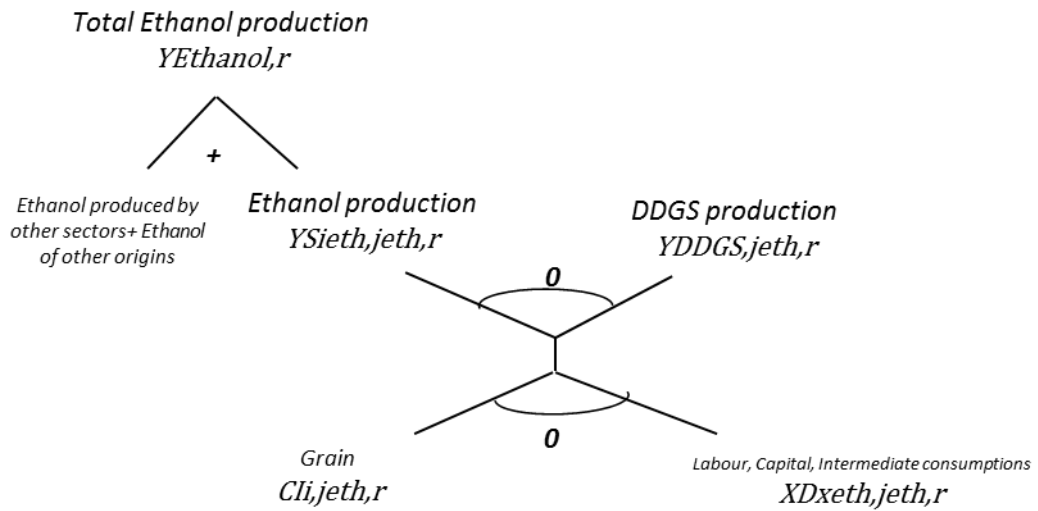 Total Ethanol production
YEthanol,r
+
Ethanol produced by
other sectors+ Ethanol
of other origins
Ethanol production
YSieth,jeth,r
DDGS production
YDDGS,jeth,r
0
0
Grain
CIi,jeth,r
Labour, Capital, Intermediate consumptions
XDxeth,jeth,r